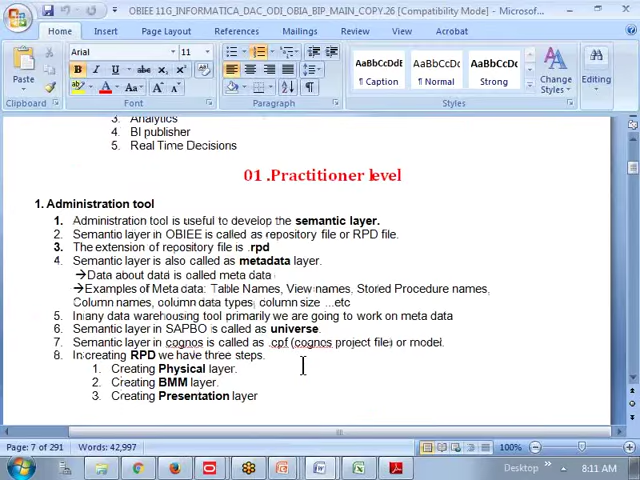 OBIEE 11G_INFORMATICA_DAC_ODI_OBIA_BIP_MAIN_COPY.26 [Compatibility Mode] - Microsoft...
Home Insert Page Layout References Mailings Review View Acrobat
Paste
Arial 11
AaBbCcDdE AaBbCcDc AaBbCcDc
Caption Normal Strong
Change Styles
Editing
Clipboard Font Paragraph Styles
3. Analytics
4. BI publisher
5. Real Time Decisions
01 .Practitioner level
1. Administration tool
1. Administration tool is useful to develop the semantic layer.
2. Semantic layer in OBIEE is called as repository file or RPD file.
3. The extension of repository file is .rpd
4. Semantic layer is also called as metadata layer.
→Data about data is called meta data
→Examples of Meta data: Table Names, View names, Stored Procedure names,
Column names, column data types, column size ...etc
5. In any data warehousing tool primarily we are going to work on meta data
6. Semantic layer in SAPBO is called as universe.
7. Semantic layer in cognos is called as .cpf (cognos project file) or model.
8. In creating RPD we have three steps.
1. Creating Physical layer.
2. Creating BMM layer.
3. Creating Presentation layer
Page: 7 of 291 Words: 42,997 100%
Desktop 8:11 AM